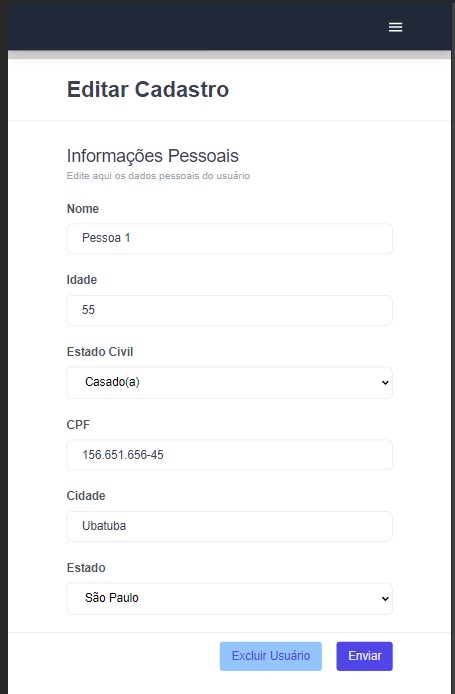 Editar Cadastro
Informações Pessoais
Edite aqui os dados pessoais do usuário
Nome
Pessoa 1
Idade
55
Estado Civil
Casado(a)
CPF
156.651.656-45
Cidade
Ubatuba
Estado
São Paulo
Excluir Usuário Enviar